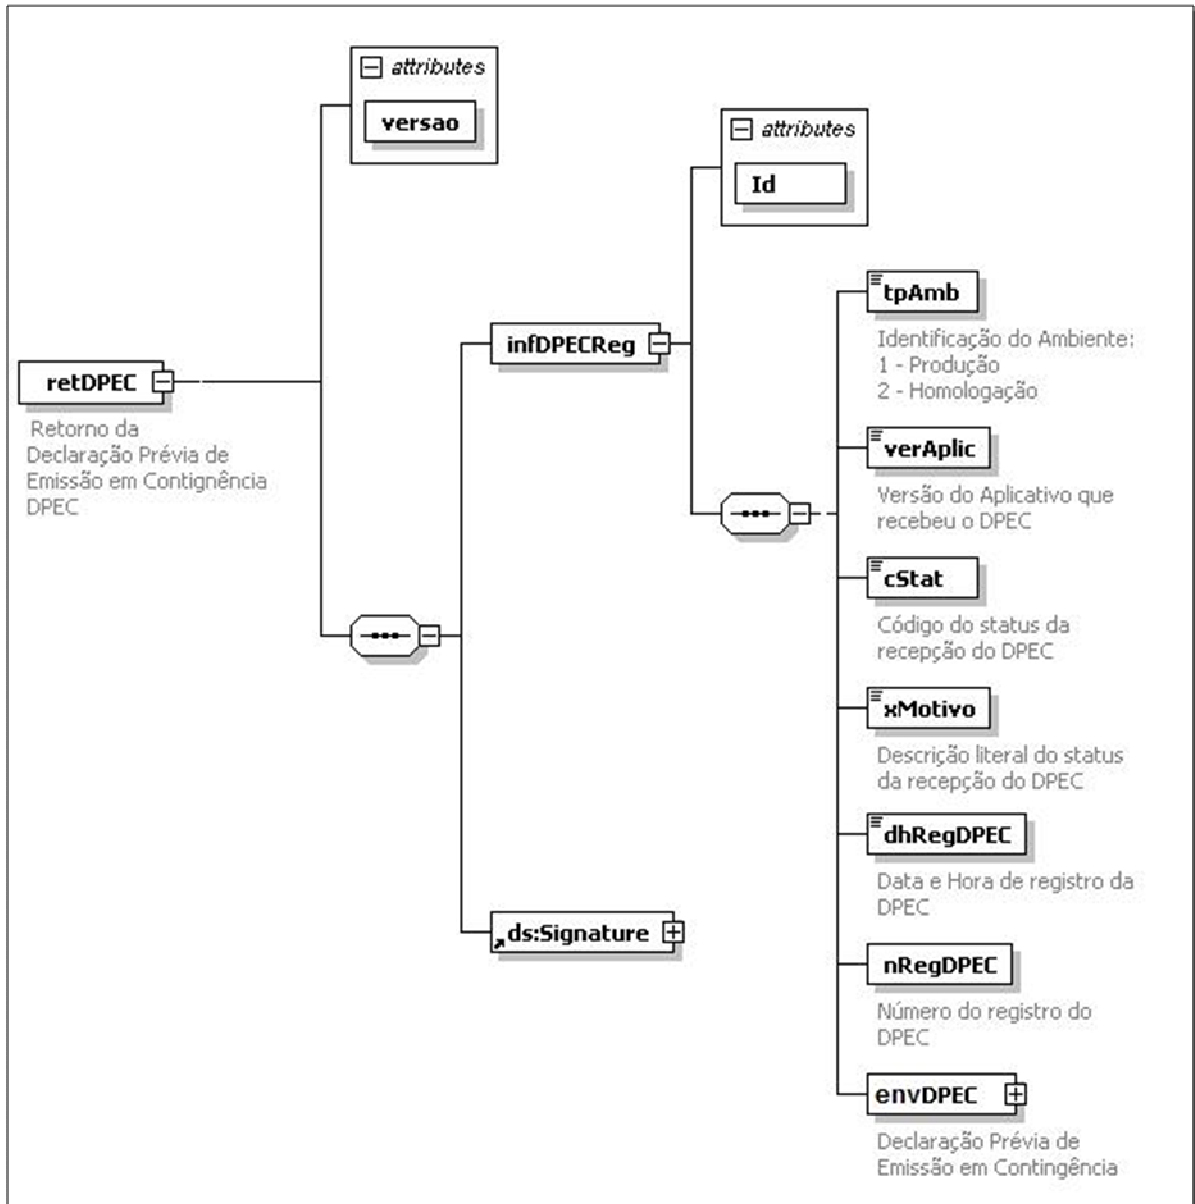 attributes
versao
attributes
Id
tpAmb
Identificação do Ambiente:
1 - Produção
2 - Homologação
infDPECReg
retDPEC
Retorno da
Declaração Prévia de
Emissão em Contignência
DPEC
verAplic
Versão do Aplicativo que
recebeu o DPEC
cStat
Código do status da
recepção do DPEC
xMotivo
Descrição literal do status
da recepção do DPEC
dhRegDPEC
Data e Hora de registro da
DPEC
ds:Signature
nRegDPEC
Número do registro do
DPEC
envDPEC
Declaração Prévia de
Emissão em Contingência